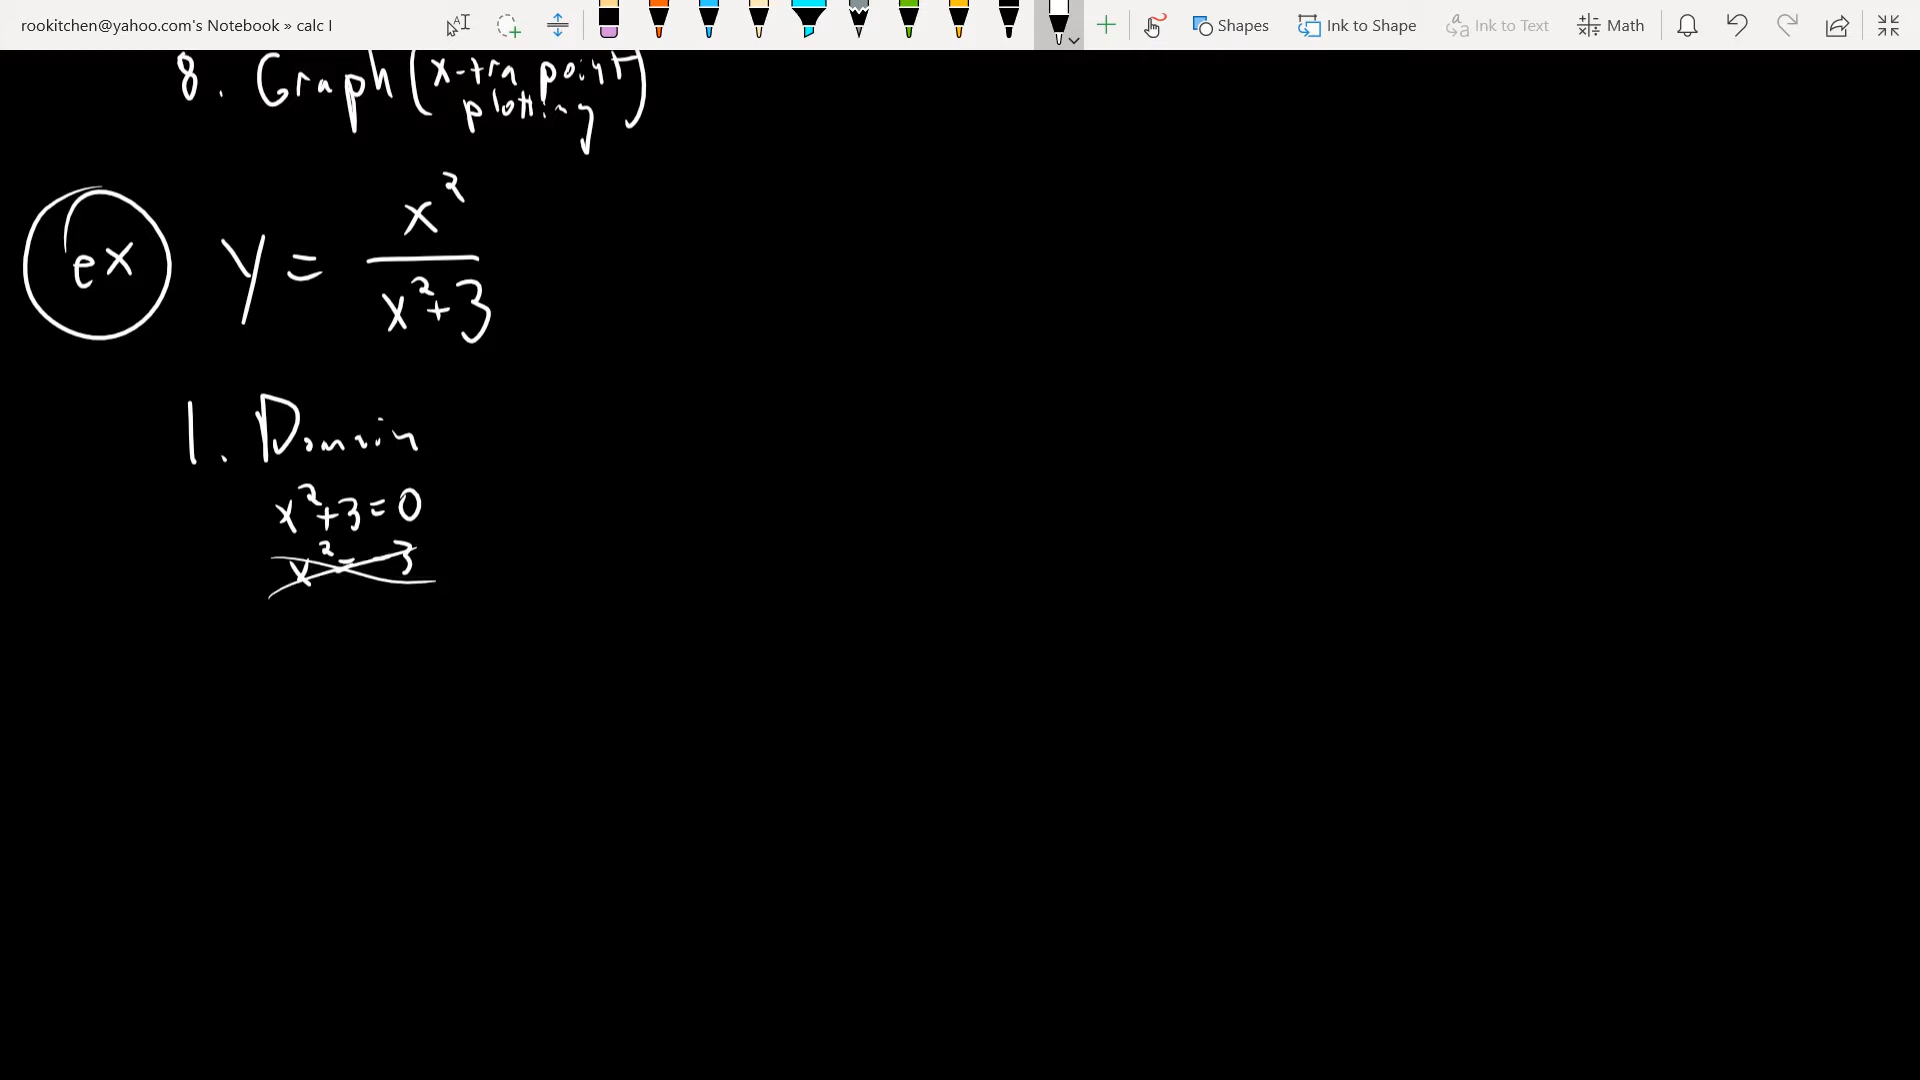 rookitchen@yahoo.com's Notebook » calc I
Shapes
Ink to Shape
Ink to Text
Math
8. Graph (x-tra point
plotting)
ex
y = x²
x²+3
1. Domain
x²+3=0
x²=-3